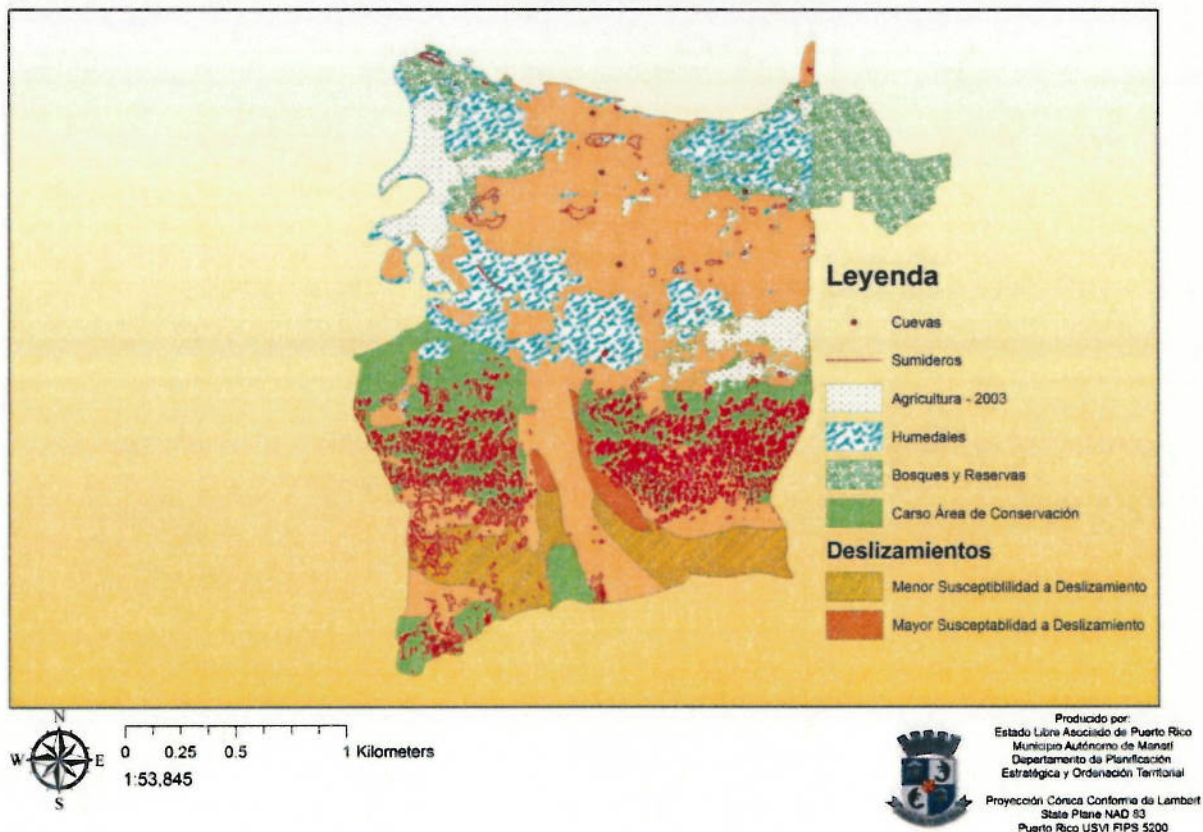 Leyenda
Cuevas
Sumideros
Agricultura - 2003
Humedales
Bosques y Reservas
Carso Área de Conservación
Deslizamientos
Menor Susceptiblilidad a Deslizamiento
Mayor Susceptablidad a Deslizamiento
N
W E
S
0 0.25 0.5 1 Kilometers
1:53,845
Producido por:
Estado Libre Asociado de Puerto Rico
Municipio Autónomo de Manatí
Departamento de Planificación
Estratégica y Ordenación Territorial
Proyección Cónica Conforme de Lambert
State Plane NAD 83
Puerto Rico USVI FIPS 5200